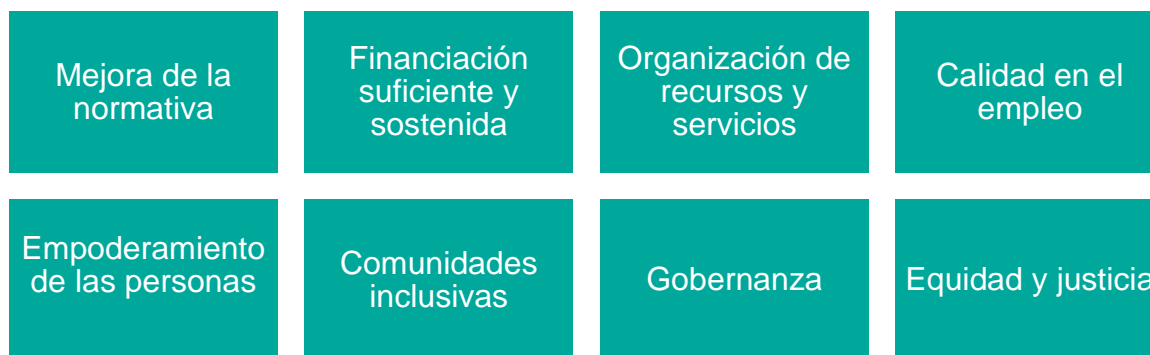 Mejora de la
normativa
Financiación
suficiente y
sostenida
Organización de
recursos y
servicios
Calidad en el
empleo
Empoderamiento
de las personas
Comunidades
inclusivas
Gobernanza
Equidad y justicia